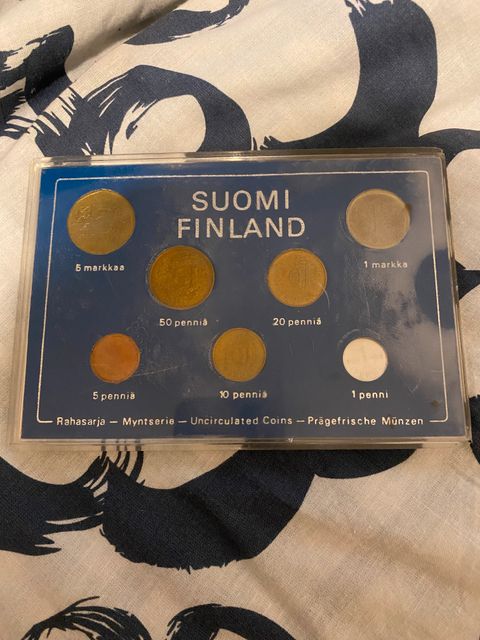 SUOMI
FINLAND
5 markkaa
1 markka
50 penniä
20 penniä
5 penniä
10 penniä
1 penni
Rahasarja — Myntserie — Uncirculated Coins — Prägefrische Münzen